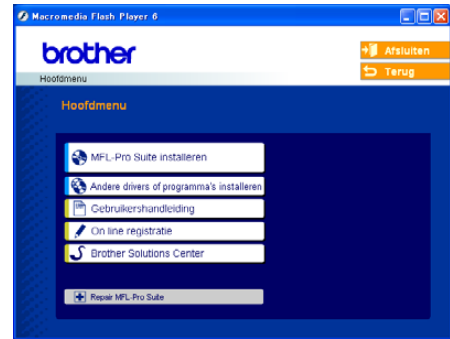 Macromedia Flash Player 6
brother
Afsluiten
Terug
Hoofdmenu
Hoofdmenu
MFL-Pro Suite installeren
Andere drivers of programma's installeren
Gebruikershandleiding
On line registratie
Brother Solutions Center
Repair MFL-Pro Suite